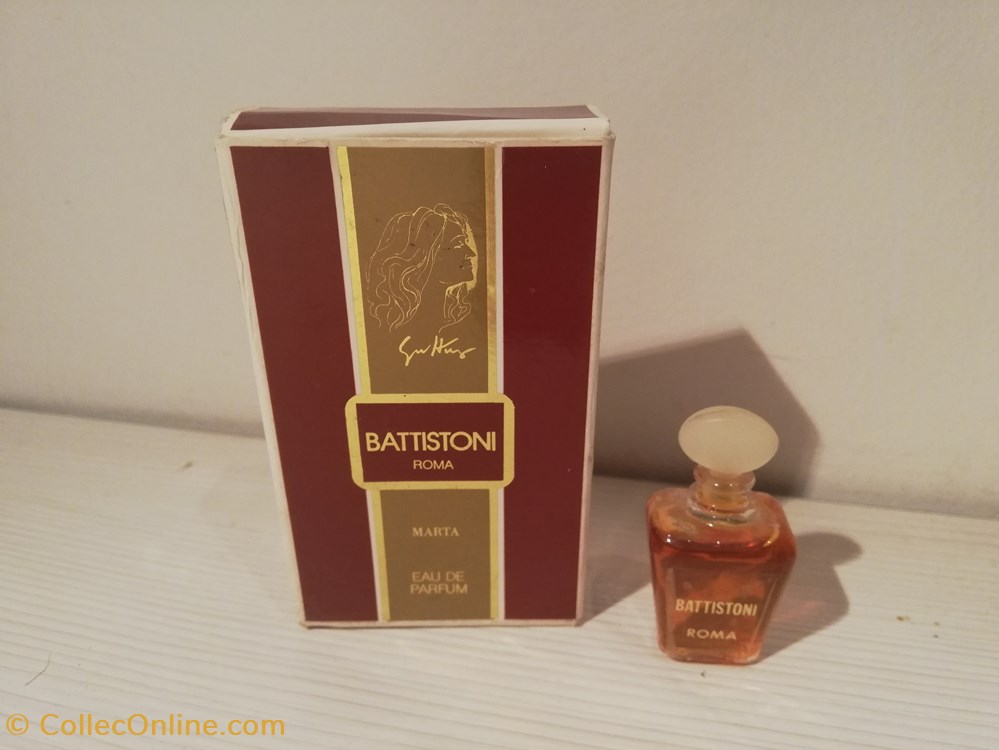 BATTISTONI
ROMA
MARTA
EAU DE
PARFUM
BATTISTONI
ROMA
© CollecOnline.com